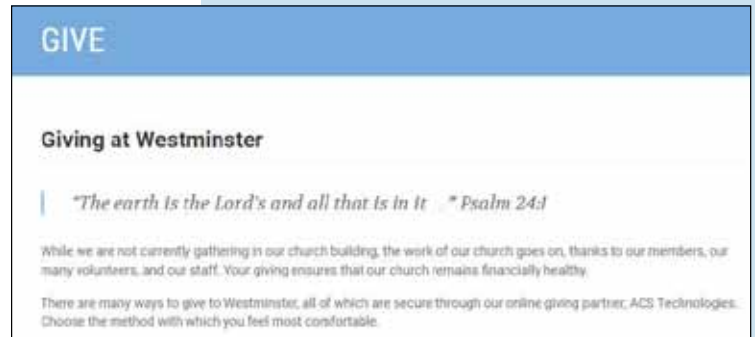 GIVE
Giving at Westminster
"The earth is the Lord's and all that is in it . ." Psalm 24:1
While we are not currently gathering in our church building, the work of our church goes on, thanks to our members, our
many volunteers, and our staff. Your giving ensures that our church remains financially healthy.
There are many ways to give to Westminster, all of which are secure through our online giving partner, ACS Technologies.
Choose the method with which you feel most comfortable.